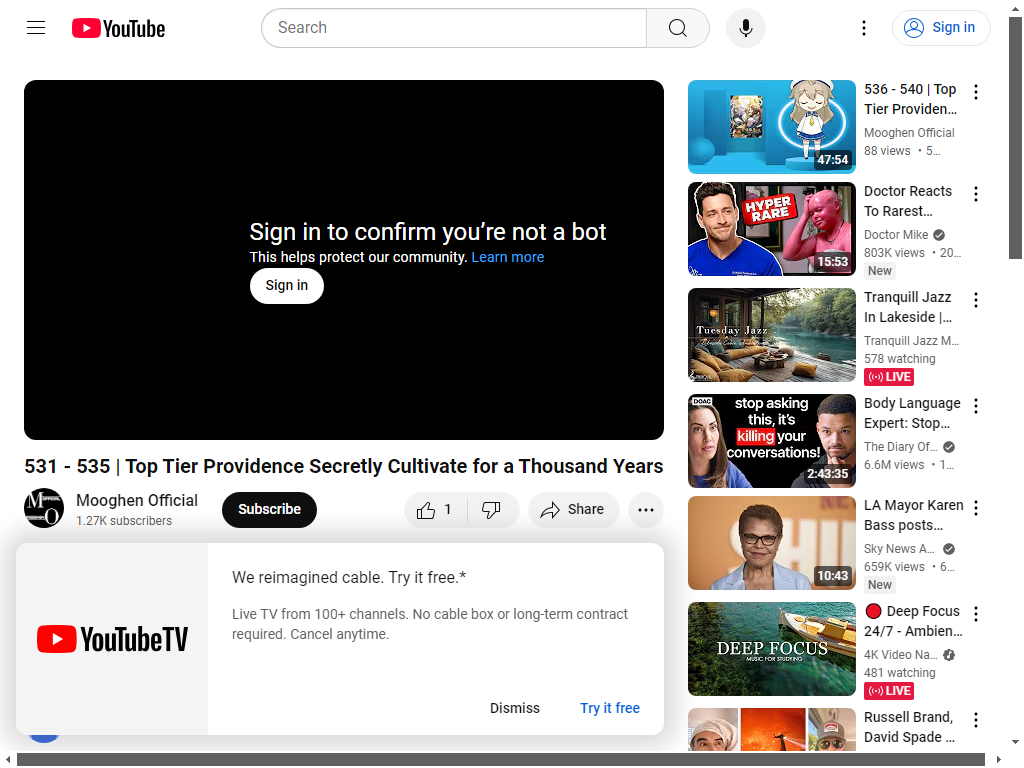 YouTube
Search
Sign in
Sign in to confirm you’re not a bot
This helps protect our community. Learn more
Sign in
531 - 535 | Top Tier Providence Secretly Cultivate for a Thousand Years
Mooghen Official
1.27K subscribers
Subscribe
1
Share
We reimagined cable. Try it free.*
Live TV from 100+ channels. No cable box or long-term contract
required. Cancel anytime.
YouTubeTV
Dismiss
Try it free
47:54
536 - 540 | Top
Tier Providen…
Mooghen Official
88 views • 5…
HYPER
RARE
15:53
Doctor Reacts
To Rarest…
Doctor Mike
803K views • 20…
New
Tuesday Jazz
Tranquill Jazz
In Lakeside |…
Tranquill Jazz M…
578 watching
LIVE
DOAC
stop asking
this, it's
killing your
conversations!
2:43:35
Body Language
Expert: Stop…
The Diary Of…
6.6M views • 1…
10:43
LA Mayor Karen
Bass posts…
Sky News A…
659K views • 6…
New
DEEP FOCUS
MUSIC FOR STUDYING
Deep Focus
24/7 - Ambien…
4K Video Na…
481 watching
LIVE
Russell Brand,
David Spade …